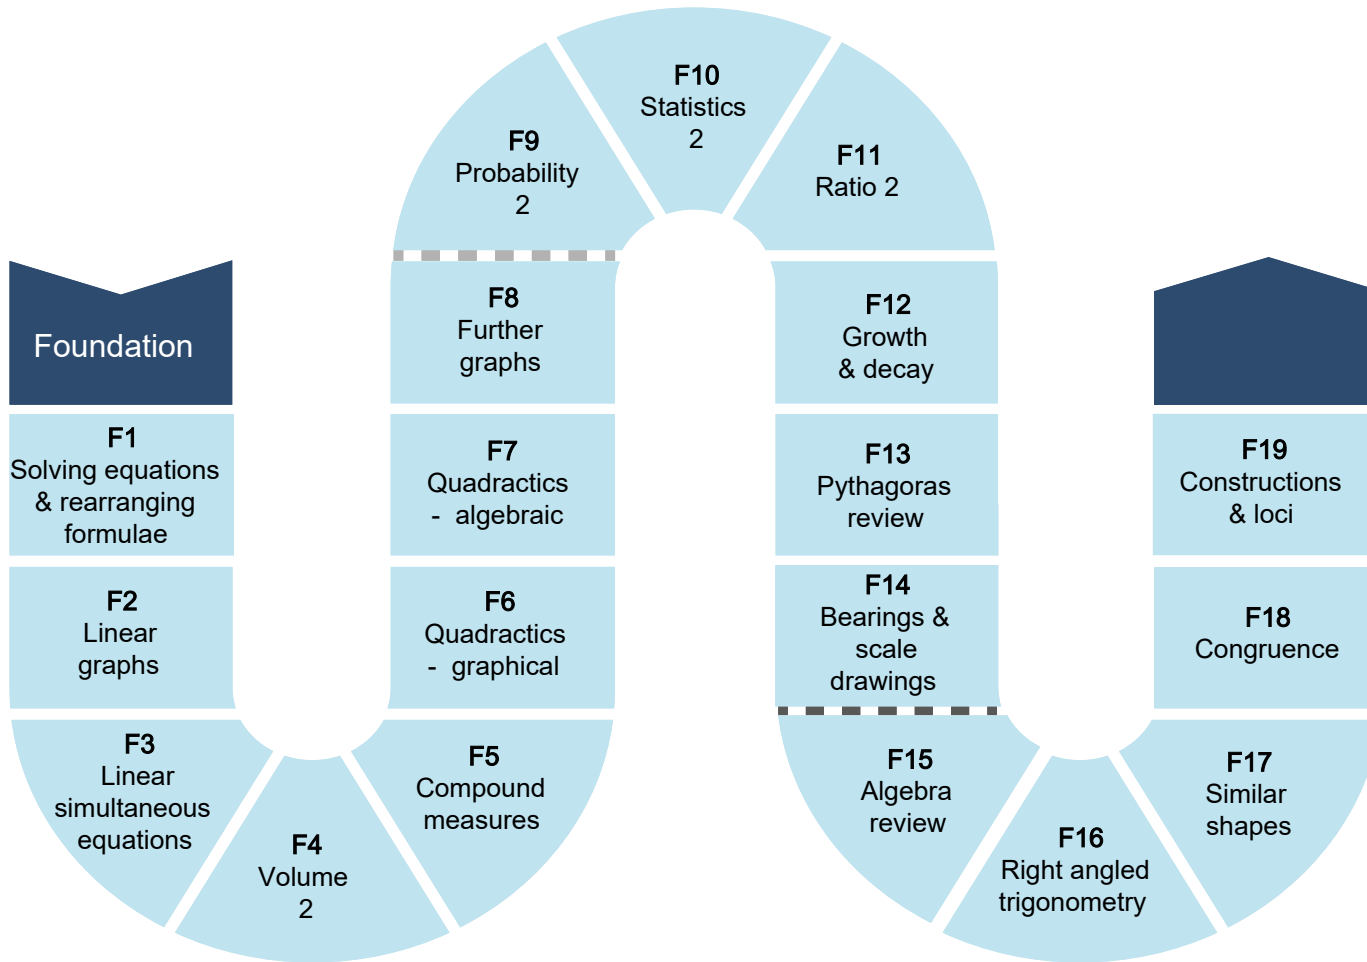 Foundation
F1
Solving equations
& rearranging
formulae
F2
Linear
graphs
F3
Linear
simultaneous
equations
F4
Volume
2
F5
Compound
measures
F6
Quadractics
- graphical
F7
Quadractics
- algebraic
F8
Further
graphs
F9
Probability
2
F10
Statistics
2
F11
Ratio 2
F12
Growth
& decay
F13
Pythagoras
review
F14
Bearings &
scale
drawings
F15
Algebra
review
F16
Right angled
trigonometry
F17
Similar
shapes
F18
Congruence
F19
Constructions
& loci